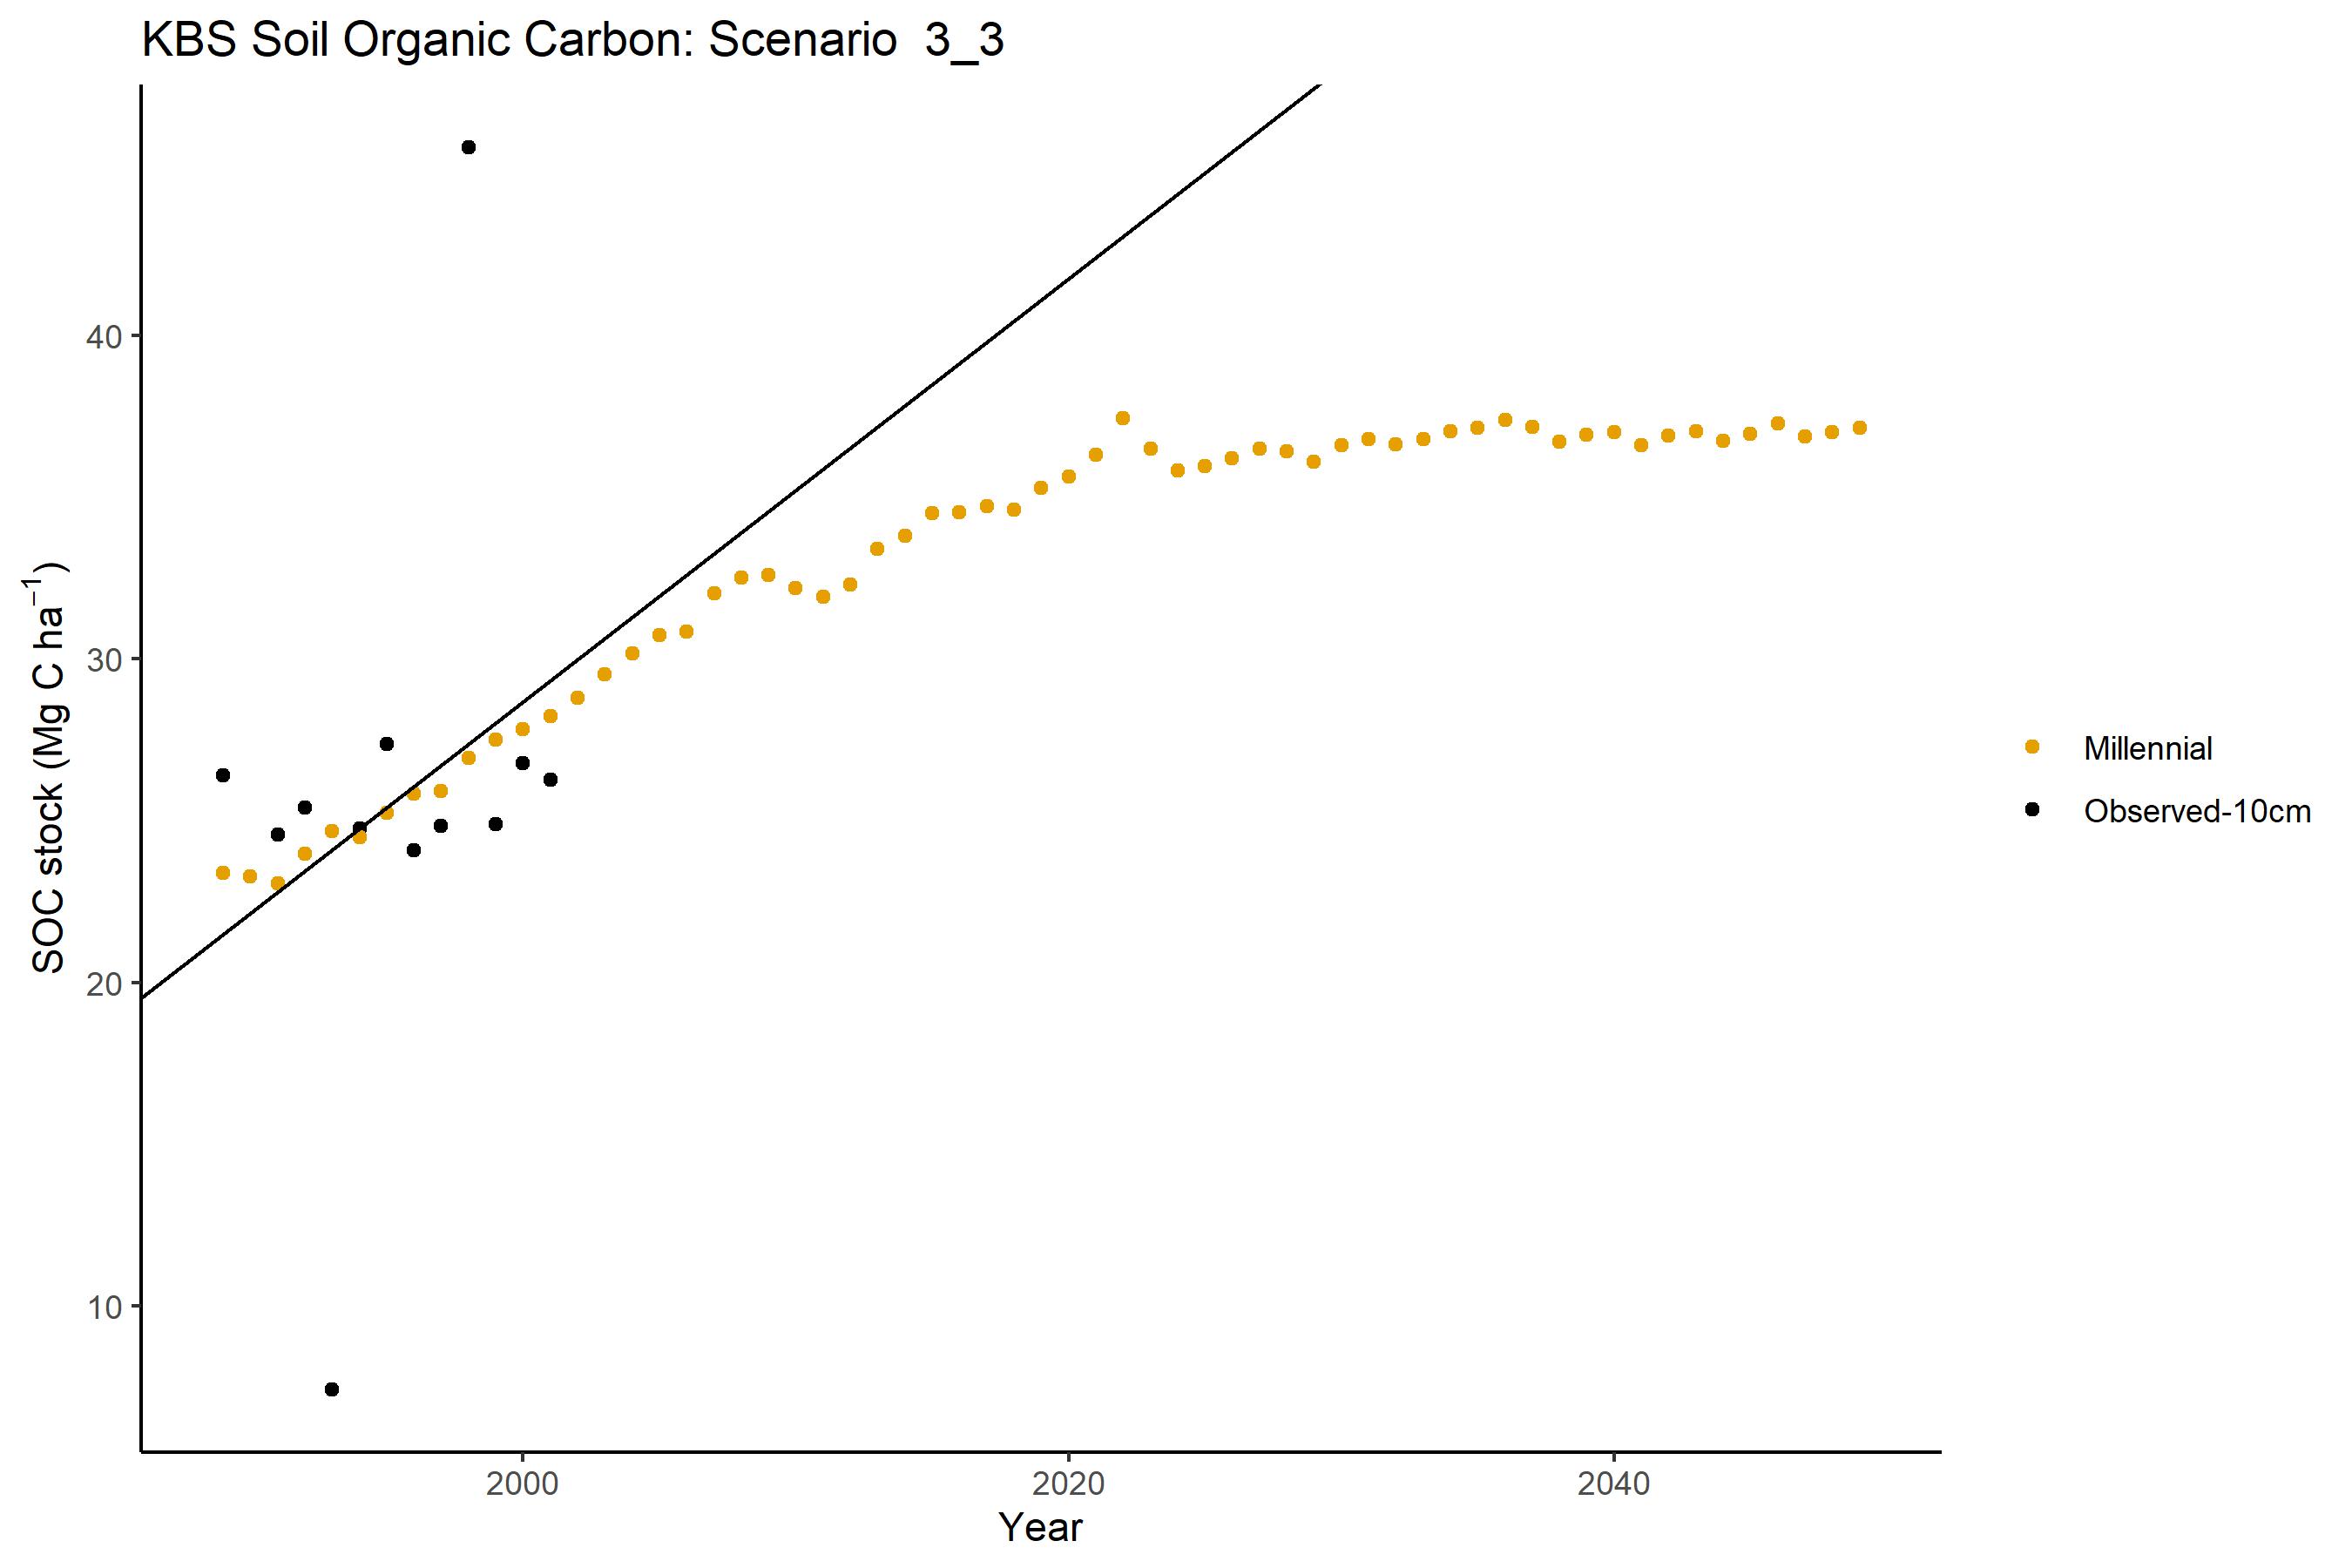 KBS Soil Organic Carbon: Scenario  3_3
SOC stock (Mg C ha⁻¹)
40
30
20
10
2000
2020
2040
Year
Millennial
Observed-10cm